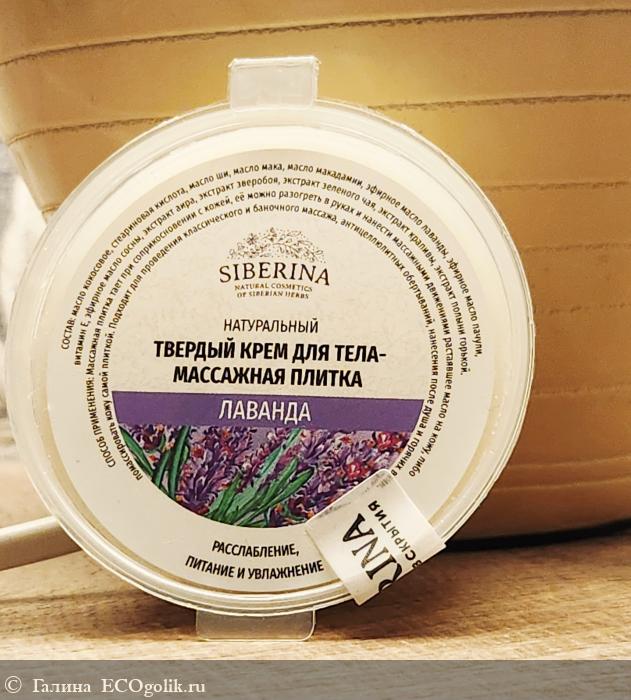 СОСТАВ: масло кокосовое, стеариновая кислота, масло ши, масло мака, масло макадамии, эфирное масло лаванды, эфирное масло пачули,
витамин Е, эфирное масло сосны, экстракт аира, экстракт зверобоя, экстракт зеленого чая, экстракт крапивы, экстракт полыни горькой.
СПОСОБ ПРИМЕНЕНИЯ: Массажная плитка тает при соприкосновении с кожей, её можно разогреть в руках и нанести массажными движениями растаявшее масло на кожу, либо
помассировать кожу самой плиткой. Подходит для проведения классического и баночного массажа, антицеллюлитных обертываний, нанесения после душа и горячих в
SIBERINA
NATURAL COSMETICS
OF SIBERIAN HERBS
НАТУРАЛЬНЫЙ
ТВЕРДЫЙ КРЕМ ДЛЯ ТЕЛА-
МАССАЖНАЯ ПЛИТКА
ЛАВАНДА
РАССЛАБЛЕНИЕ,
ПИТАНИЕ И УВЛАЖНЕНИЕ
RINA
ВСКРЫТИЯ
© Галина ECOgolik.ru